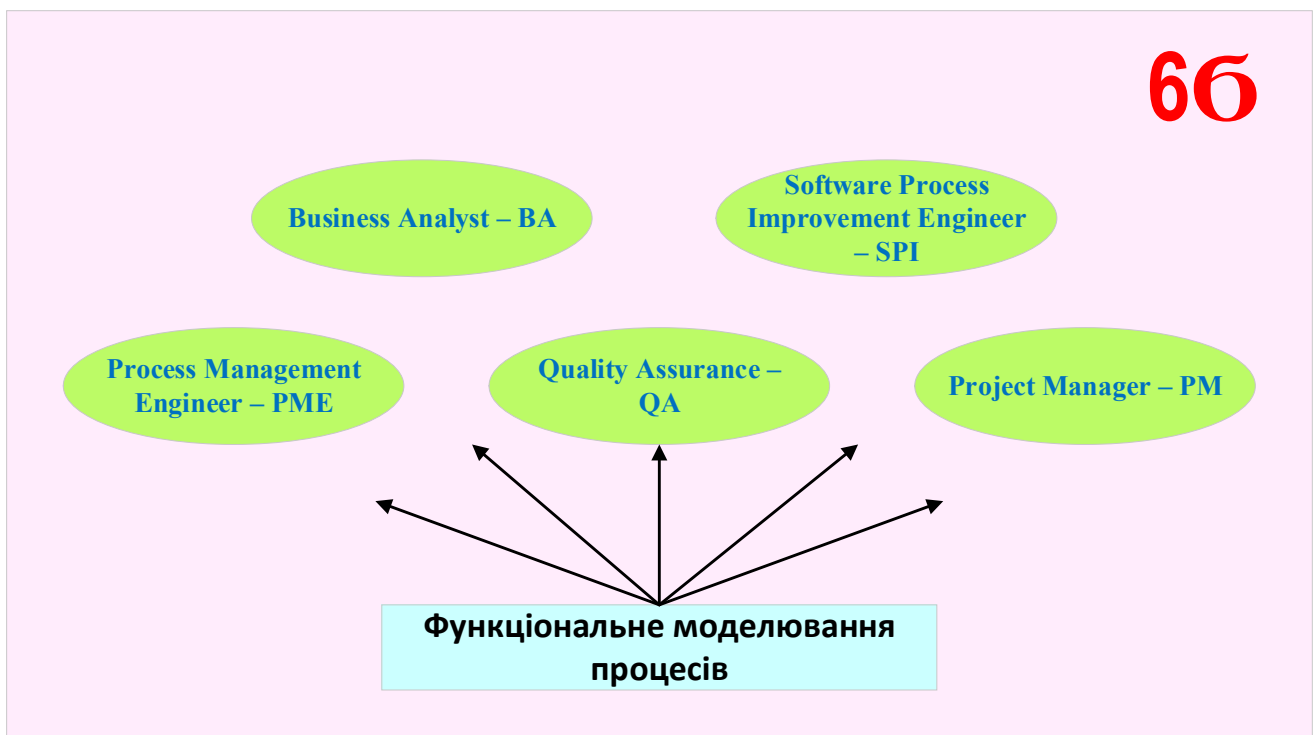 6б
Business Analyst – BA
Software Process
Improvement Engineer
– SPI
Process Management
Engineer – PME
Quality Assurance –
QA
Project Manager – PM
Функціональне моделювання
процесів